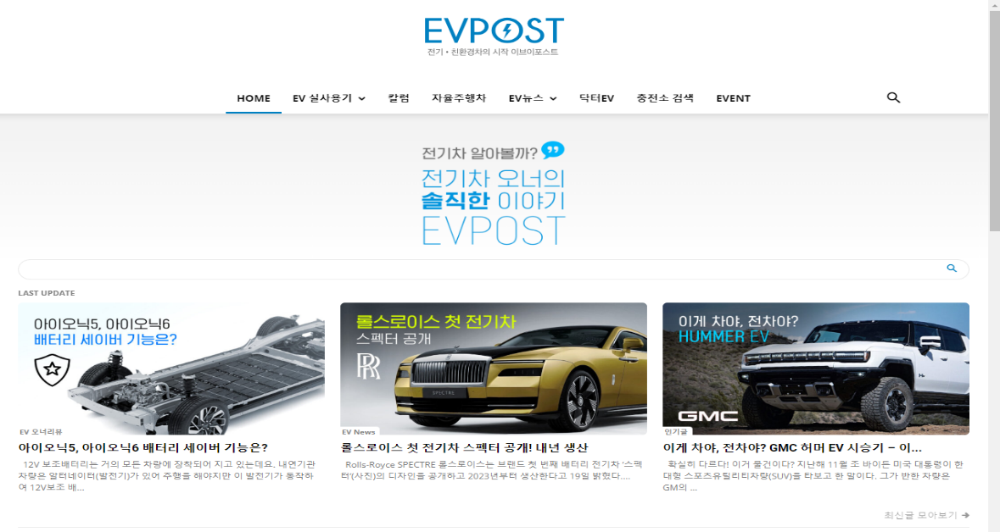 EVPOST
전기 • 친환경차의 시작 이브이포스트
HOME EV 실사용기 칼럼 자율주행차 EV뉴스 닥터EV 충전소 검색 EVENT
전기차 알아볼까?
전기차 오너의
솔직한 이야기
EVPOST
LAST UPDATE
아이오닉5, 아이오닉6
배터리 세이버 기능은?
EV 오너리뷰
아이오닉5, 아이오닉6 배터리 세이버 기능은?
12V 보조배터리는 거의 모든 차량에 장착되어 지고 있는데요. 내연기관
차량은 알터네이터(발전기)가 있어 주행을 해야지만 이 발전기가 동작하
여 12V보조 배...
롤스로이스 첫 전기차
스펙터 공개
RR
SPECTRE
EV News
롤스로이스 첫 전기차 스펙터 공개! 내년 생산
Rolls-Royce SPECTRE 롤스로이스는 브랜드 첫 번째 배터리 전기차 '스펙
터'(사진)의 디자인을 공개하고 2023년부터 생산한다고 19일 밝혔다....
이게 차야, 전차야?
HUMMER EV
GMC
인기글
이게 차야, 전차야? GMC 허머 EV 시승기 – 이...
확실히 다르다! 이거 물건이다? 지난해 11월 조 바이든 미국 대통령이 한
대형 스포츠유틸리티차량(SUV)을 타보고 한 말이다. 그가 반한 차량은
GM의 ...
최신글 모아보기 →